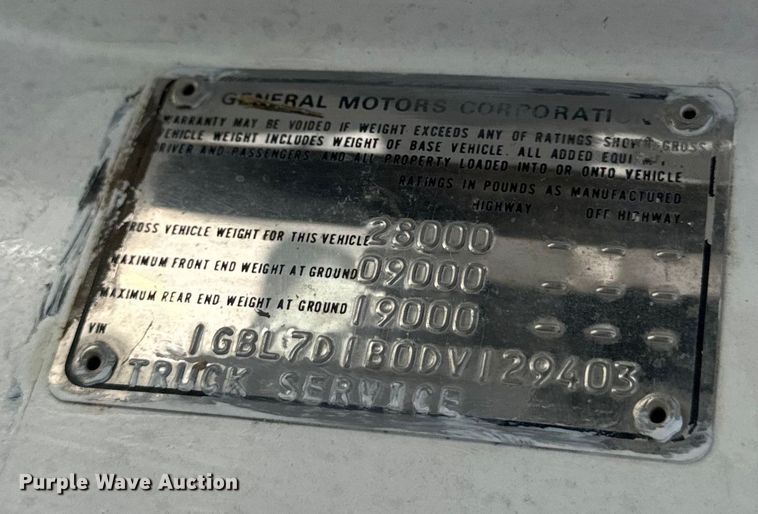 GENERAL MOTORS CORPORATION
WARRANTY MAY BE VOIDED IF WEIGHT EXCEEDS ANY OF RATINGS SHOWN. GROSS
VEHICLE WEIGHT INCLUDES WEIGHT OF BASE VEHICLE. ALL ADDED
DRIVER AND PASSENGERS, AND ALL PROPERTY LOADED INTO OR ONTO VEHICLE
RATINGS IN POUNDS AS MANUFACTURED
HIGHWAY OFF HIGHWAY
GROSS VEHICLE WEIGHT FOR THIS VEHICLE 28000 - - -
MAXIMUM FRONT END WEIGHT AT GROUND 09000 - - -
MAXIMUM REAR END WEIGHT AT GROUND 19000 - - -
VIN 1GBL7D1B0DV129403
TRUCK SERVICE
Purple Wave Auction®